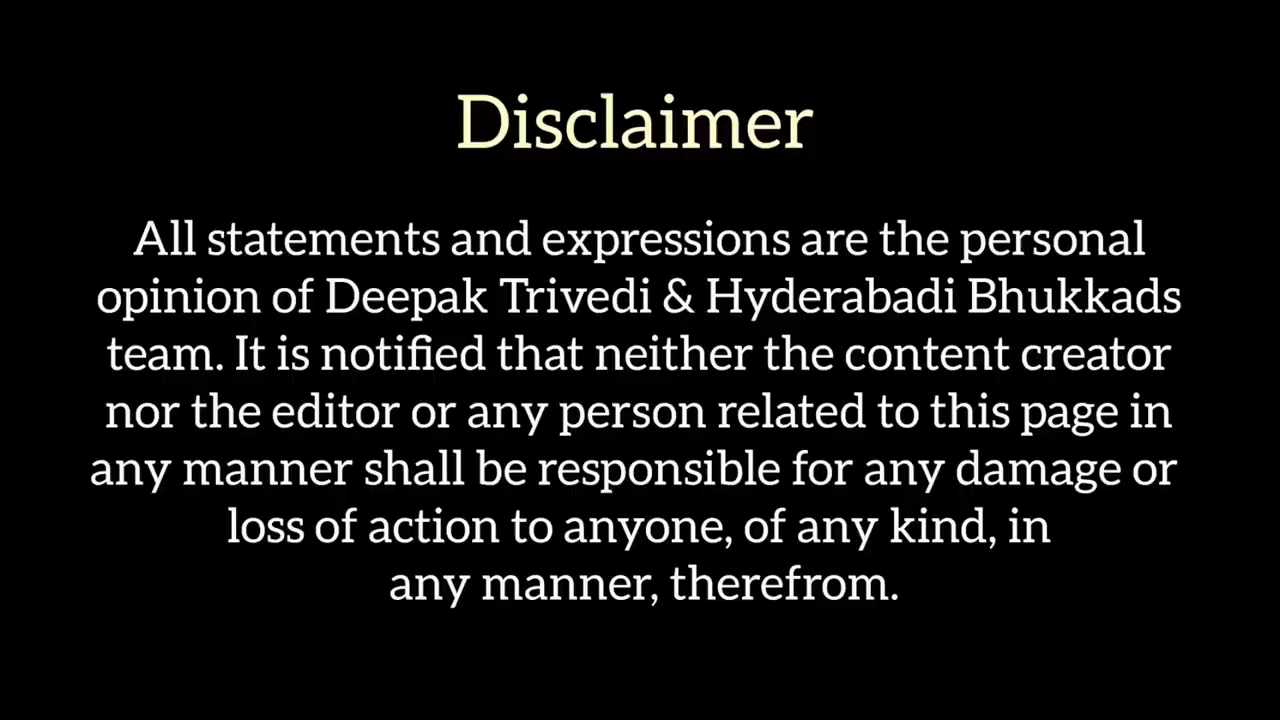 Disclaimer
All statements and expressions are the personal
opinion of Deepak Trivedi & Hyderabadi Bhukkads
team. It is notified that neither the content creator
nor the editor or any person related to this page in
any manner shall be responsible for any damage or
loss of action to anyone, of any kind, in
any manner, therefrom.